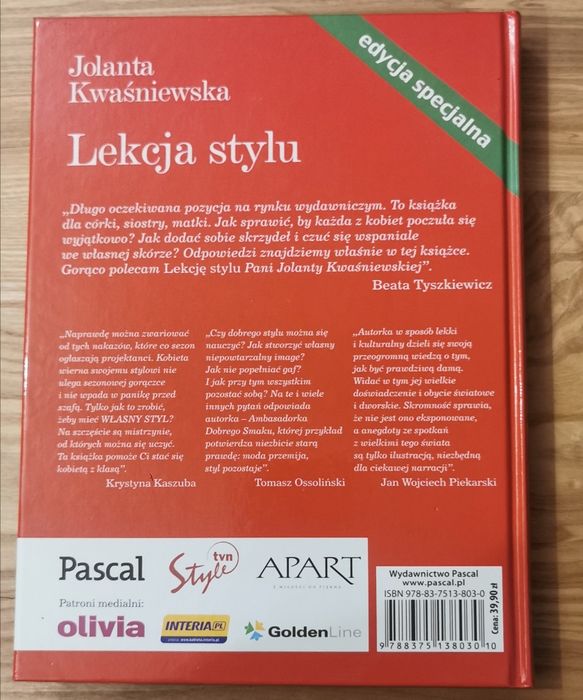 edycja specjalna
Jolanta
Kwaśniewska
Lekcja stylu
„Długo oczekiwana pozycja na rynku wydawniczym. To książka
dla córki, siostry, matki. Jak sprawić, by każda z kobiet poczuła się
wyjątkowo? Jak dodać sobie skrzydeł i czuć się wspaniale
we własnej skórze? Odpowiedzi znajdziemy właśnie w tej książce.
Gorąco polecam Lekcję stylu Pani Jolanty Kwaśniewskiej”.
Beata Tyszkiewicz
„Naprawdę można zwariować
od tych nakazów, które co sezon
ogłaszają projektanci. Kobieta
wierna swojemu stylowi nie
ulega sezonowej gorączce
i nie wpada w panikę przed
szafą. Tylko jak to zrobić,
żeby mieć WŁASNY STYL?
Na szczęście są mistrzynie,
od których można się uczyć.
Ta książka pomoże Ci stać się
kobietą z klasą”.
Krystyna Kaszuba
„Czy dobrego stylu można się
nauczyć? Jak stworzyć własny
niepowtarzalny image?
Jak nie popełniać gaf?
I jak przy tym wszystkim
pozostać sobą? Na te i wiele
innych pytań odpowiada
autorka – Ambasadorka
Dobrego Smaku, której przykład
potwierdza niezbicie starą
prawdę: moda przemija,
styl pozostaje”.
Tomasz Ossoliński
„Autorka w sposób lekki
i kulturalny dzieli się swoją
przeogromną wiedzą o tym,
jak być prawdziwą damą.
Widać w tym jej wielkie
doświadczenie i obycie światowe
i dworskie. Skromność sprawia,
że nie jest ono eksponowane,
a anegdoty ze spotkań
z wielkimi tego świata
są tylko ilustracją, niezbędną
dla ciekawej narracji”.
Jan Wojciech Piekarski
Pascal
tvn
Style
APART
Z MIŁOŚCI DO PIĘKNA
Patroni medialni:
olivia
INTERIA.PL
www.kobieta.interia.pl
GoldenLine
Wydawnictwo Pascal
www.pascal.pl
ISBN 978-83-7513-803-0
9 788375 138030 10
Cena: 39,90 zł